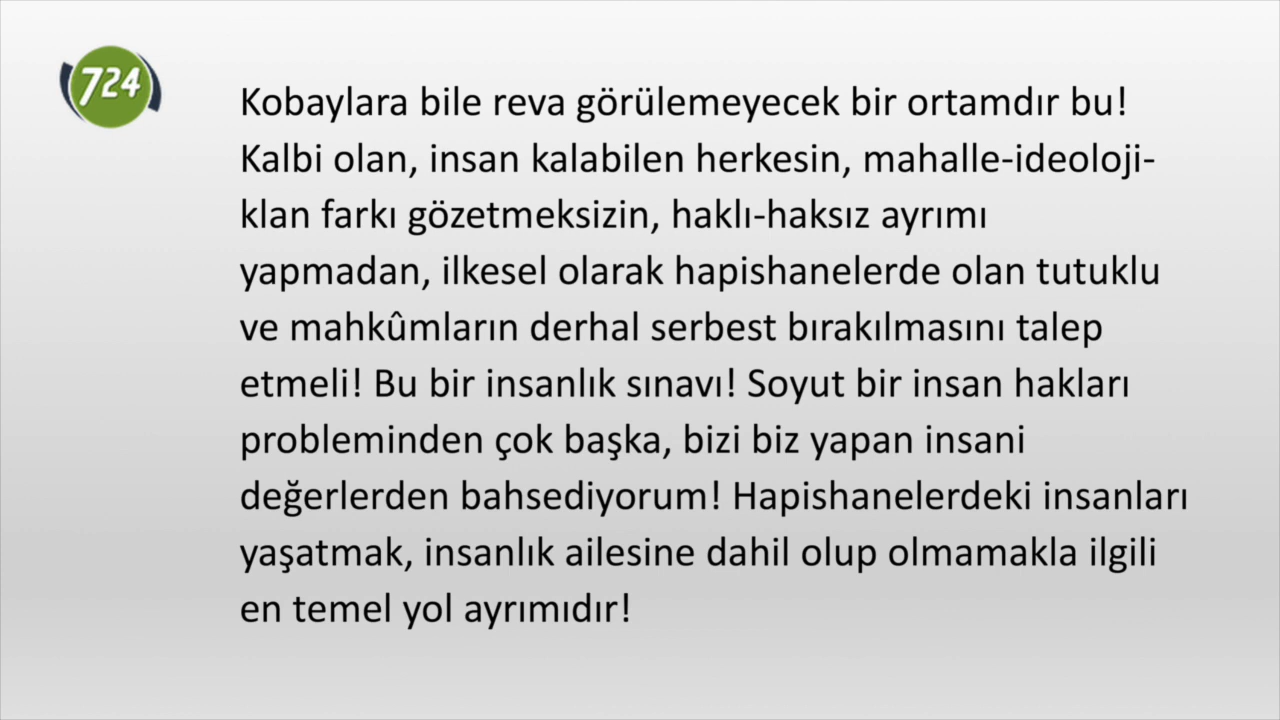 724
Kobaylara bile reva görülemeyecek bir ortamdır bu!
Kalbi olan, insan kalabilen herkesin, mahalle-ideoloji-
klan farkı gözetmeksizin, haklı-haksız ayrımı
yapmadan, ilkesel olarak hapishanelerde olan tutuklu
ve mahkûmların derhal serbest bırakılmasını talep
etmeli! Bu bir insanlık sınavı! Soyut bir insan hakları
probleminden çok başka, bizi biz yapan insani
değerlerden bahsediyorum! Hapishanelerdeki insanları
yaşatmak, insanlık ailesine dahil olup olmamakla ilgili
en temel yol ayrımıdır!